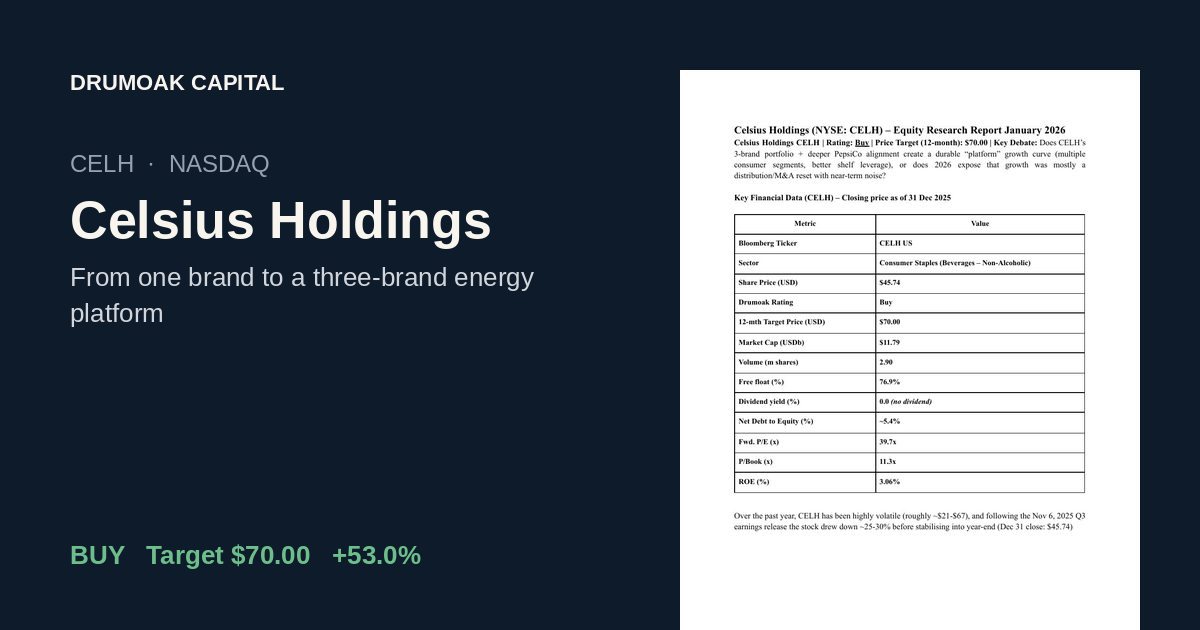 DRUMOAK CAPITAL
CELH · NASDAQ
Celsius Holdings
From one brand to a three-brand energy
platform
BUY Target $70.00 +53.0%
Celsius Holdings (NYSE: CELH) – Equity Research Report January 2026
Celsius Holdings CELH | Rating: Buy | Price Target (12-month): $70.00 | Key Debate: Does CELH's
3-brand portfolio + deeper PepsiCo alignment create a durable “platform” growth curve (multiple
consumer segments, better shelf leverage), or does 2026 expose that growth was mostly a
distribution/M&A reset with near-term noise?
Key Financial Data (CELH) – Closing price as of 31 Dec 2025
Metric Value
Bloomberg Ticker CELH US
Sector Consumer Staples (Beverages – Non-Alcoholic)
Share Price (USD) $45.74
Drumoak Rating Buy
12-mth Target Price (USD) $70.00
Market Cap (USDb) $11.79
Volume (m shares) 2.90
Free float (%) 76.9%
Dividend yield (%) 0.0 (no dividend)
Net Debt to Equity (%) ~5.4%
Fwd. P/E (x) 39.7x
P/Book (x) 11.3x
ROE (%) 3.06%
Over the past year, CELH has been highly volatile (roughly ~$21-$67), and following the Nov 6, 2025 Q3
earnings release the stock drew down ~25-30% before stabilising into year-end (Dec 31 close: $45.74)